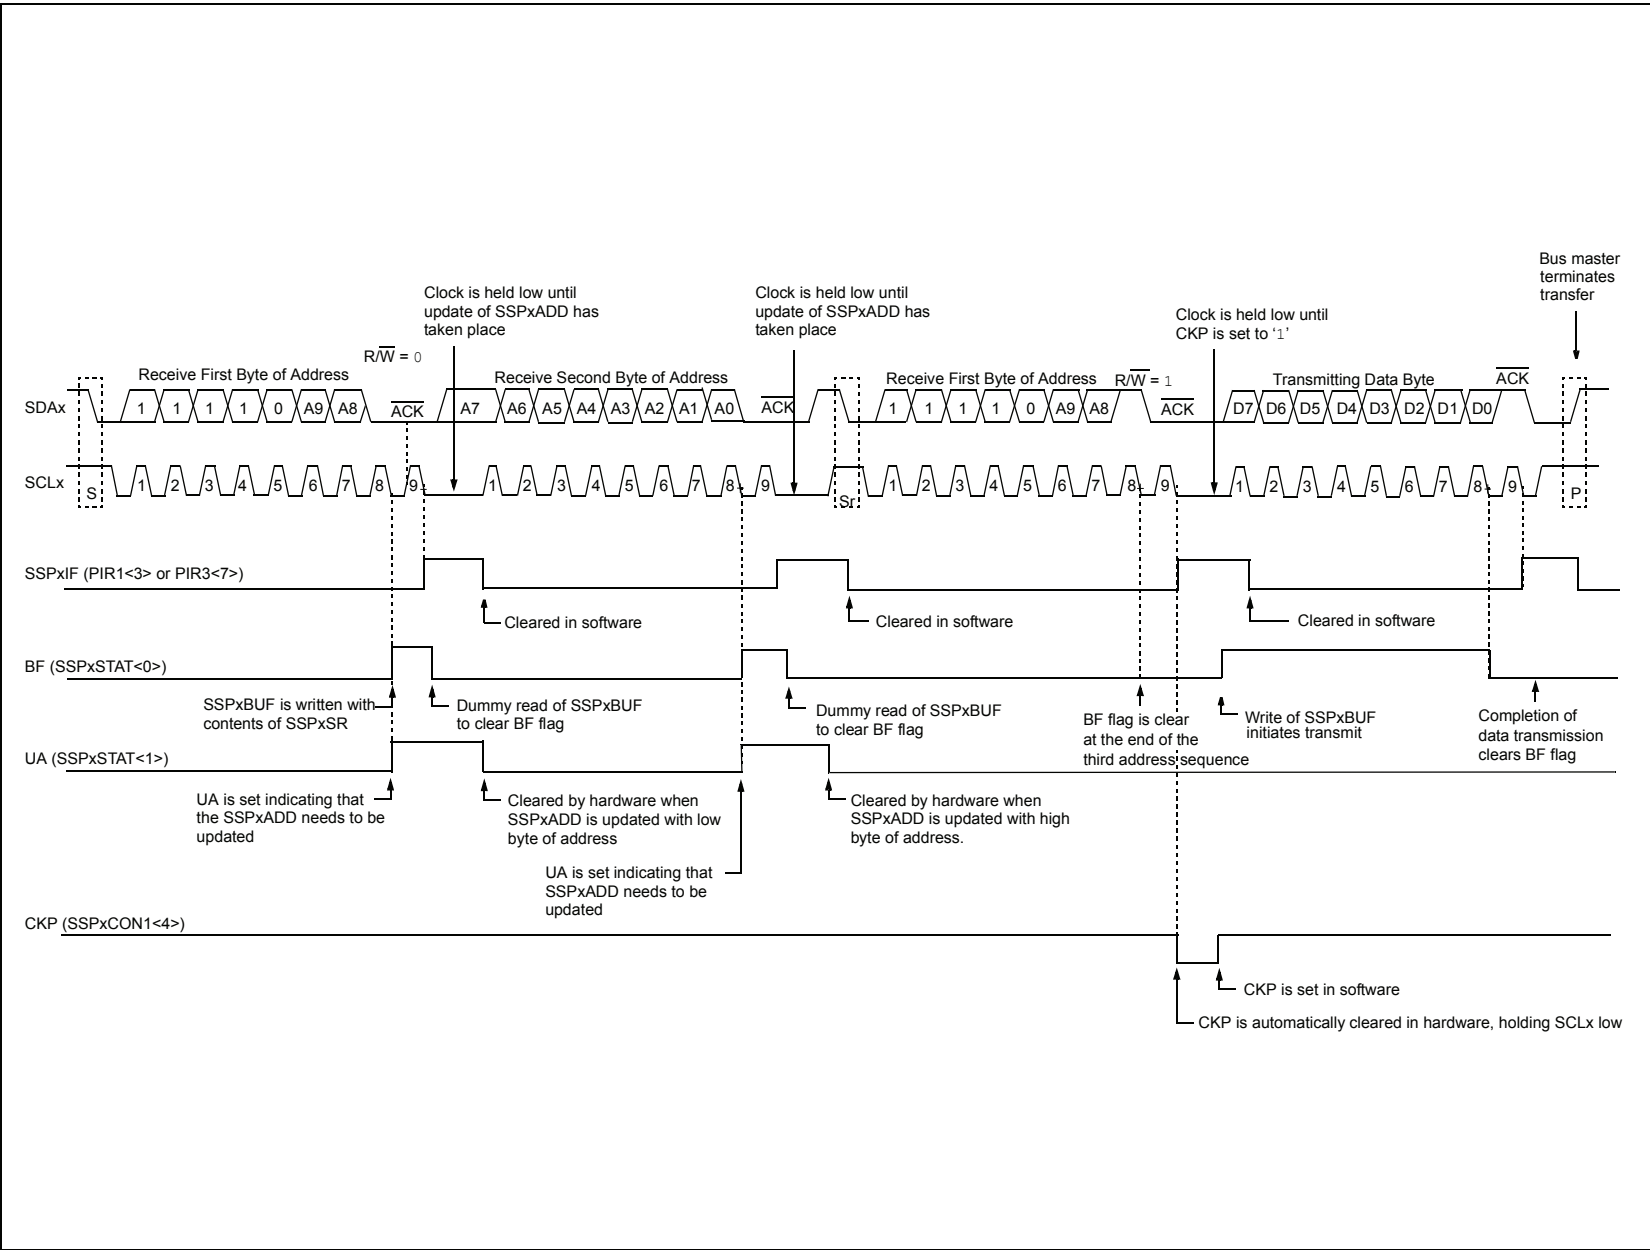 Bus master
terminates
transfer
Clock is held low until
update of SSPxADD has
taken place
Clock is held low until
update of SSPxADD has
taken place
Clock is held low until
CKP is set to ‘1’
R/W = 0
Receive First Byte of Address
Receive Second Byte of Address
Receive First Byte of Address
R/W = 1
Transmitting Data Byte
ACK
SDAx
1 1 1 1 0 A9 A8 ACK A7 A6 A5 A4 A3 A2 A1 A0 ACK 1 1 1 1 0 A9 A8 ACK D7 D6 D5 D4 D3 D2 D1 D0
SCLx
S 1 2 3 4 5 6 7 8 9 1 2 3 4 5 6 7 8 9 Sr 1 2 3 4 5 6 7 8 9 1 2 3 4 5 6 7 8 9 P
SSPxIF (PIR1<3> or PIR3<7>)
Cleared in software
Cleared in software
Cleared in software
BF (SSPxSTAT<0>)
SSPxBUF is written with
contents of SSPxSR
Dummy read of SSPxBUF
to clear BF flag
Dummy read of SSPxBUF
to clear BF flag
BF flag is clear
at the end of the
third address sequence
Write of SSPxBUF
initiates transmit
Completion of
data transmission
clears BF flag
UA (SSPxSTAT<1>)
UA is set indicating that
the SSPxADD needs to be
updated
Cleared by hardware when
SSPxADD is updated with low
byte of address
Cleared by hardware when
SSPxADD is updated with high
byte of address.
UA is set indicating that
SSPxADD needs to be
updated
CKP (SSPxCON1<4>)
CKP is set in software
CKP is automatically cleared in hardware, holding SCLx low